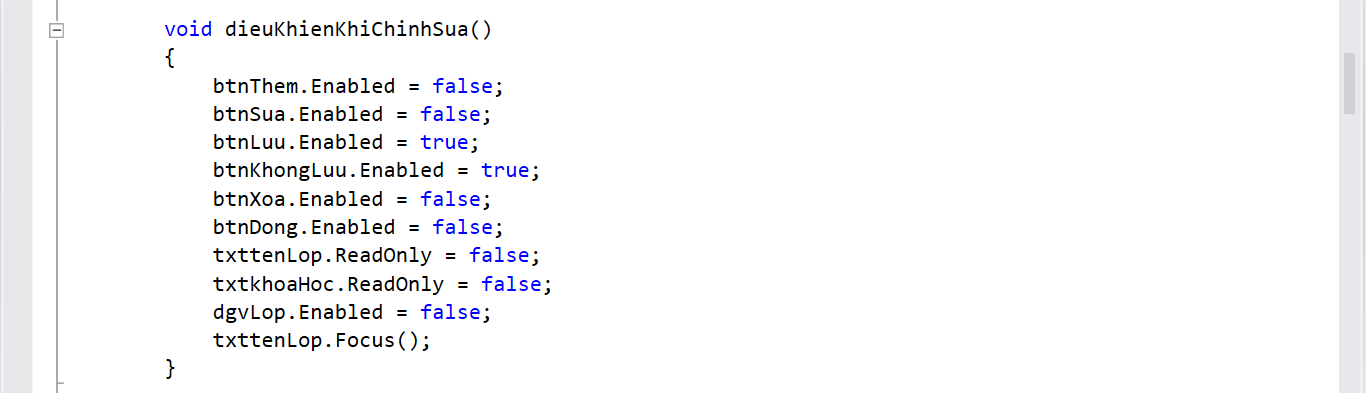 void dieuKhienKhiChinhSua()
{
btnThem.Enabled = false;
btnSua.Enabled = false;
btnLuu.Enabled = true;
btnKhongLuu.Enabled = true;
btnXoa.Enabled = false;
btnDong.Enabled = false;
txttenLop.ReadOnly = false;
txtkhoaHoc.ReadOnly = false;
dgvLop.Enabled = false;
txttenLop.Focus();
}